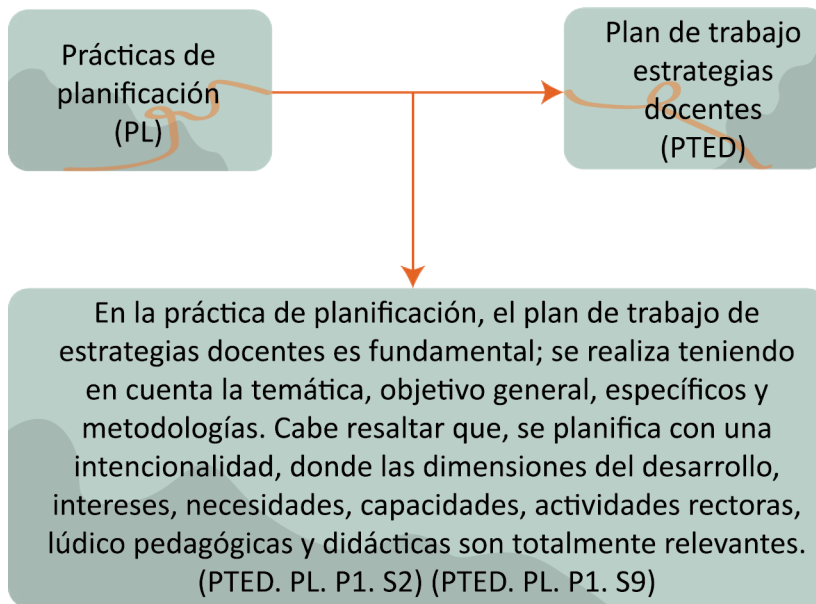 Prácticas de
planificación
(PL)
Plan de trabajo
estrategias
docentes
(PTED)
En la práctica de planificación, el plan de trabajo de
estrategias docentes es fundamental; se realiza teniendo
en cuenta la temática, objetivo general, específicos y
metodologías. Cabe resaltar que, se planifica con una
intencionalidad, donde las dimensiones del desarrollo,
intereses, necesidades, capacidades, actividades rectoras,
lúdico pedagógicas y didácticas son totalmente relevantes.
(PTED. PL. P1. S2) (PTED. PL. P1. S9)